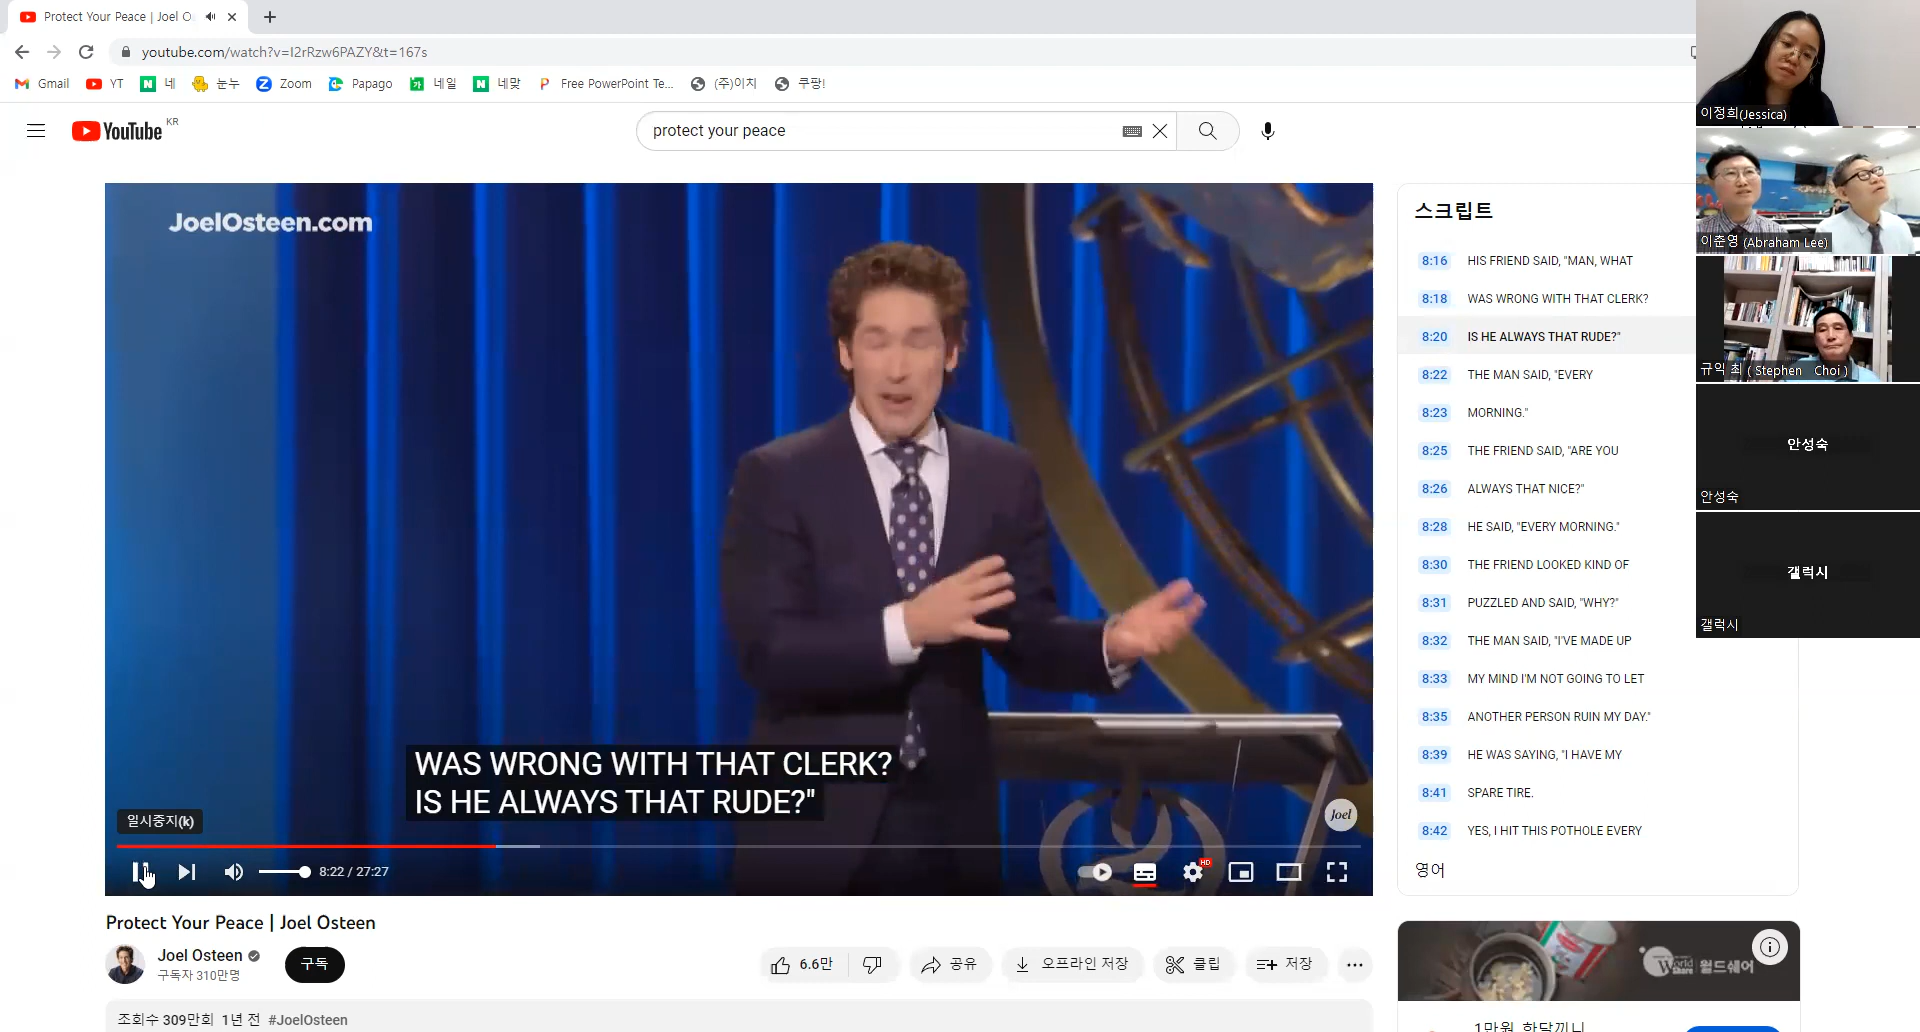 Protect Your Peace | Joel O
youtube.com/watch?v=I2rRzw6PAZY&t=167s
Gmail YT 네 눈누 Zoom Papago 네일 네맞 Free PowerPoint Te... (주)이치 쿠팡!
YouTube KR
protect your peace
JoelOsteen.com
WAS WRONG WITH THAT CLERK?
IS HE ALWAYS THAT RUDE?"
Joel
일시중지(k)
8:22 / 27:27
HD
Protect Your Peace | Joel Osteen
Joel Osteen
구독자 310만명
구독
6.6만
공유
오프라인 저장
클립
저장
조회수 309만회 1년 전 #JoelOsteen
스크립트
8:16 HIS FRIEND SAID, "MAN, WHAT
8:18 WAS WRONG WITH THAT CLERK?
8:20 IS HE ALWAYS THAT RUDE?"
8:22 THE MAN SAID, "EVERY
8:23 MORNING."
8:25 THE FRIEND SAID, "ARE YOU
8:26 ALWAYS THAT NICE?"
8:28 HE SAID, "EVERY MORNING."
8:30 THE FRIEND LOOKED KIND OF
8:31 PUZZLED AND SAID, "WHY?"
8:32 THE MAN SAID, "I'VE MADE UP
8:33 MY MIND I'M NOT GOING TO LET
8:35 ANOTHER PERSON RUIN MY DAY."
8:39 HE WAS SAYING, "I HAVE MY
8:41 SPARE TIRE.
8:42 YES, I HIT THIS POTHOLE EVERY
영어
World Share 월드쉐어
1만원, 한달끼니
이정희(Jessica)
이춘영 (Abraham Lee)
규익 최 ( Stephen Choi )
안성숙
안성숙
갤럭시
갤럭시